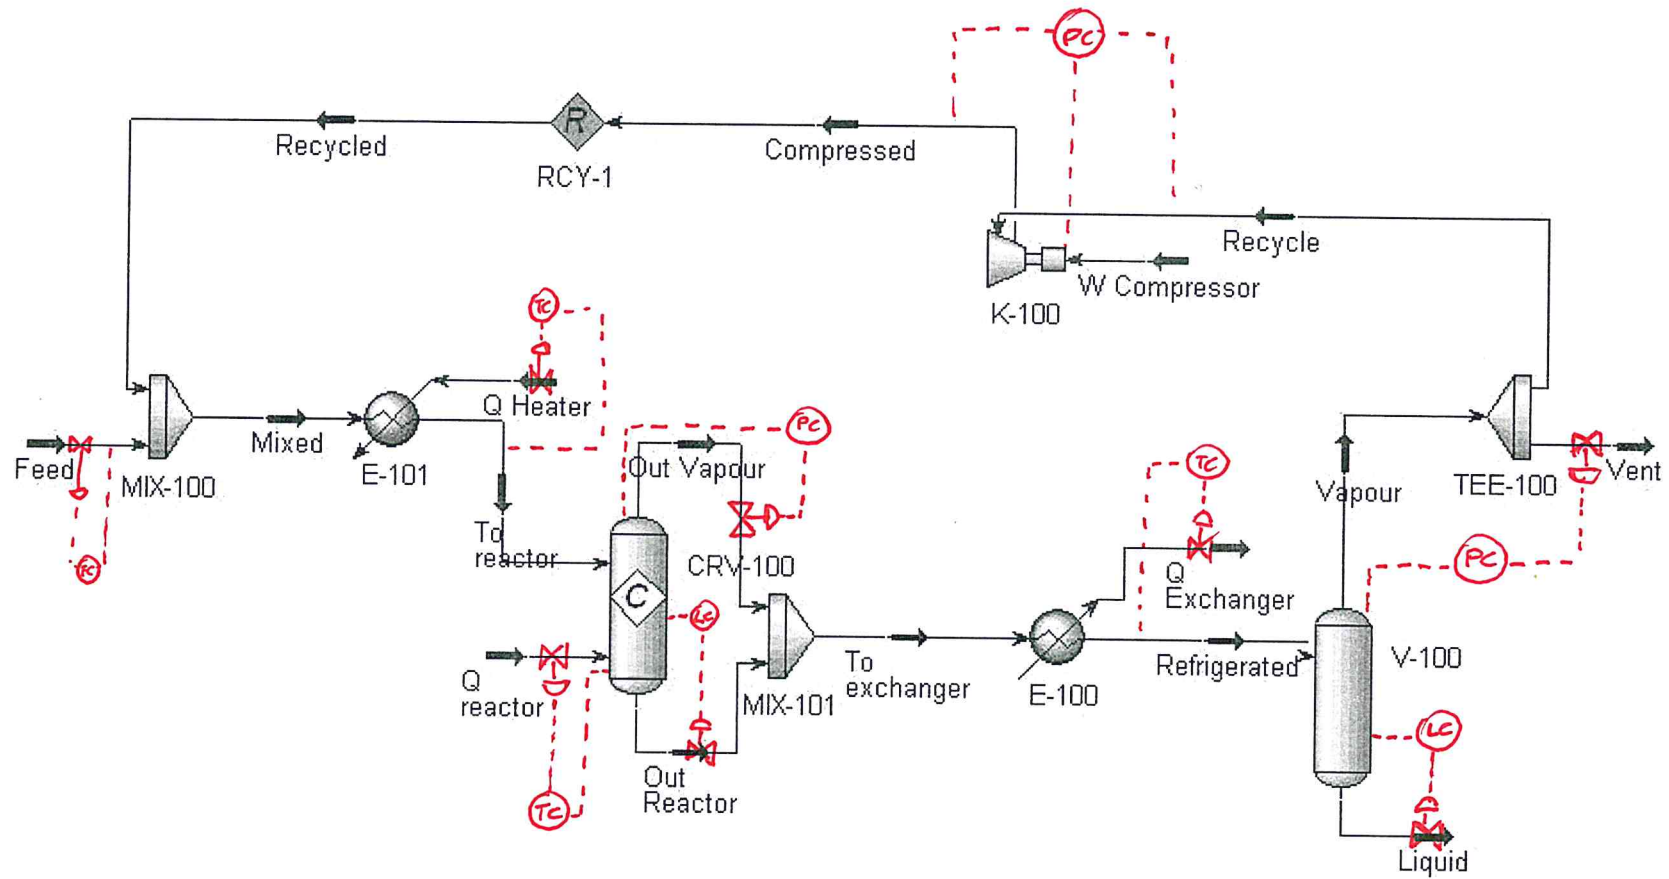 PC
R
Recycled
RCY-1
Compressed
Recycle
W Compressor
K-100
TC
Q Heater
Mixed
E-101
Feed
MIX-100
FC
To
reactor
PC
Out Vapour
CRV-100
C
LC
Q
reactor
TC
Out
Reactor
MIX-101
To
exchanger
TC
Q
Exchanger
E-100
Refrigerated
Vapour
TEE-100
Vent
PC
V-100
LC
Liquid